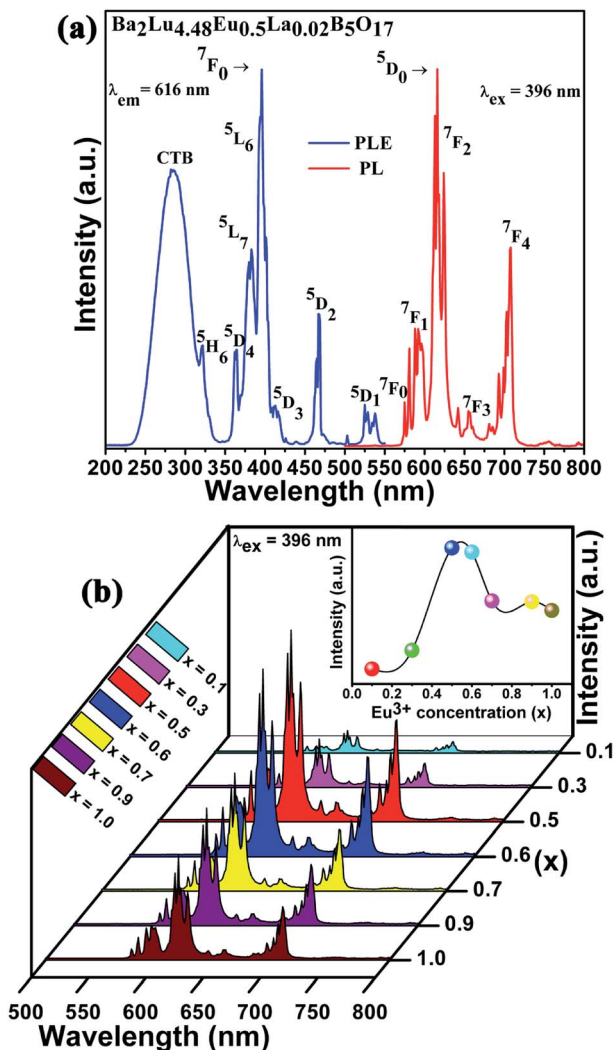 (a)
Ba2Lu4.48Eu0.5La0.02B5O17
7F0 →
5D0 →
λem = 616 nm
λex = 396 nm
5L6
7F2
PLE
PL
CTB
5L7
7F4
5D2
7F1
5H6
5D4
5D3
5D1
7F0
7F3
Intensity (a.u.)
200 250 300 350 400 450 500 550 600 650 700 750 800
Wavelength (nm)
(b)
λex = 396 nm
Intensity (a.u.)
0.0 0.2 0.4 0.6 0.8 1.0
Eu3+ concentration (x)
Intensity (a.u.)
x = 0.1
x = 0.3
x = 0.5
x = 0.6
x = 0.7
x = 0.9
x = 1.0
0.1
0.3
0.5
0.6
(x)
0.7
0.9
1.0
500 550 600 650 700 750 800
Wavelength (nm)